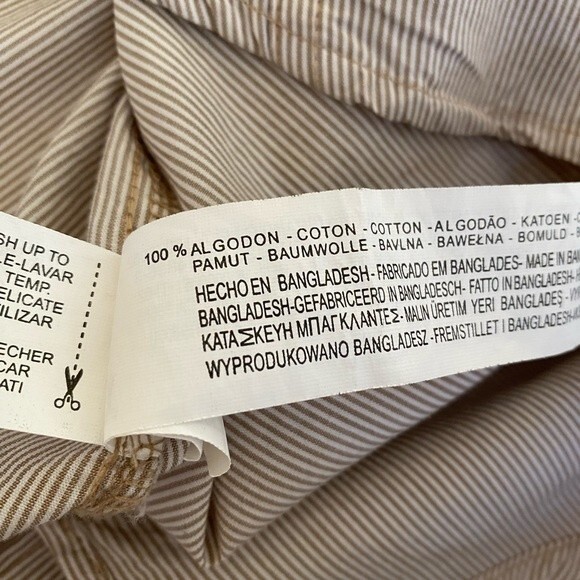 SH UP TO
E-LAVAR
TEMP.
ELICATE
TILIZAR
ECHER
CAR
ATI
100 % ALGODON - COTON - COTTON - ALGODÃO - KATOEN -
PAMUT - BAUMWOLLE - BAVLNA - BAWEŁNA - BOMULD - B
HECHO EN BANGLADESH - FABRICADO EM BANGLADES - MADE IN BAN
BANGLADESH-GEFABRICEERD IN BANGLADESCH - FATTO IN BANGLADESH
ΚΑΤΑΣΚΕΥΗ ΜΠΑΓΚΛΑΝΤΕΣ - MALIN ÜRETIM YERI BANGLADEŞ -
WYPRODUKOWANO BANGLADESZ - FREMSTILLET I BANGLADESH